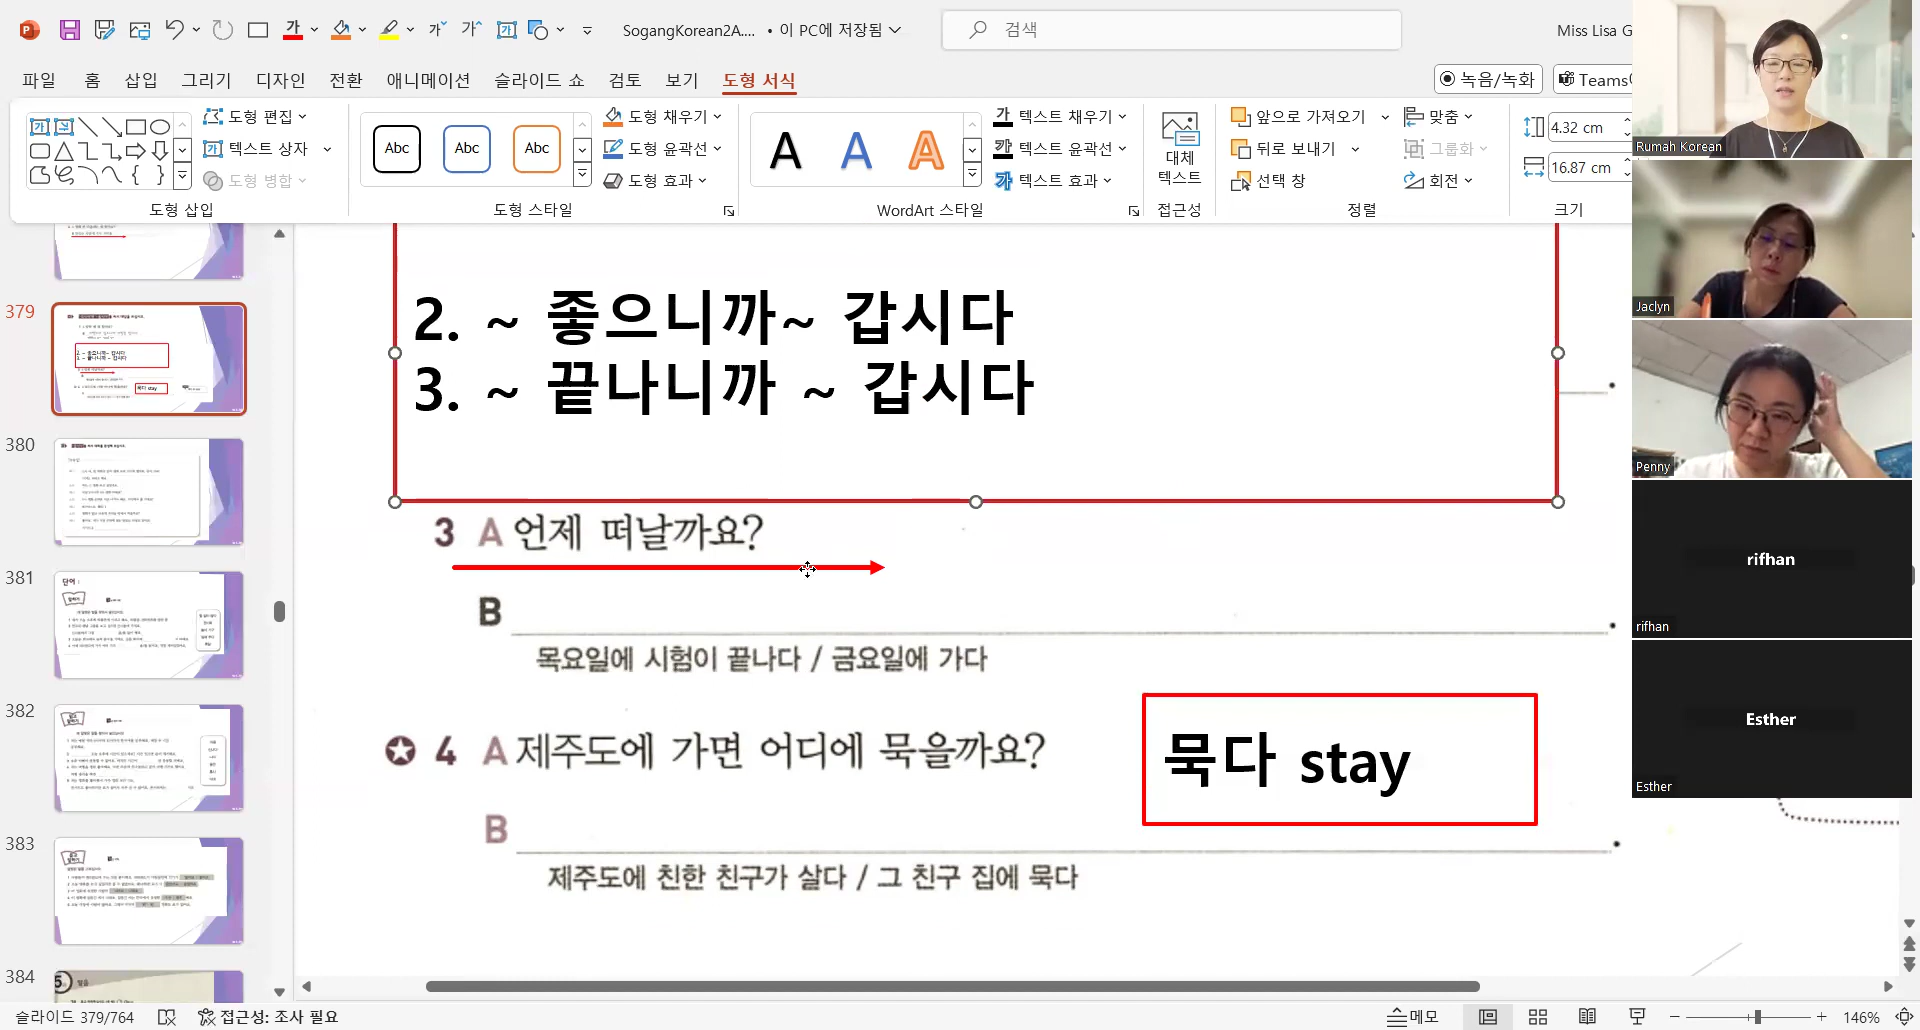 SogangKorean2A.... • 이 PC에 저장됨
검색
Miss Lisa G
파일 홈 삽입 그리기 디자인 전환 애니메이션 슬라이드 쇼 검토 보기 도형 서식
녹음/녹화 Teams
도형 편집
텍스트 상자
도형 병합
도형 삽입
Abc Abc Abc
도형 채우기
도형 윤곽선
도형 효과
도형 스타일
A A A
텍스트 채우기
텍스트 윤곽선
텍스트 효과
WordArt 스타일
대체
텍스트
접근성
앞으로 가져오기
뒤로 보내기
선택 창
맞춤
그룹화
회전
정렬
4.32 cm
16.87 cm
크기
379
380
381
382
383
384
2. ~ 좋으니까~ 갑시다
3. ~ 끝나니까 ~ 갑시다
3 A 언제 떠날까요?
B
목요일에 시험이 끝나다 / 금요일에 가다
4 A 제주도에 가면 어디에 묵을까요?
묵다 stay
B
제주도에 친한 친구가 살다 / 그 친구 집에 묵다
Rumah Korean
Jaclyn
Penny
rifhan
rifhan
Esther
Esther
슬라이드 379/764
접근성: 조사 필요
메모
146%